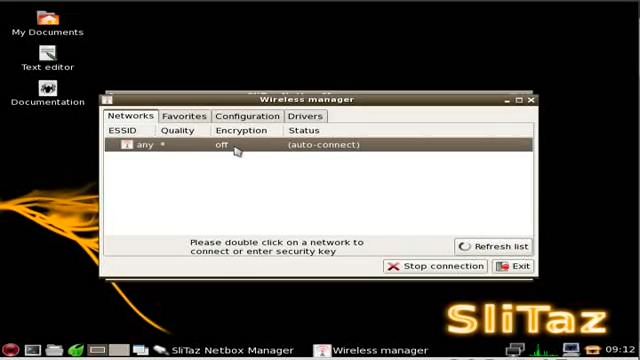 My Documents
Text editor
Documentation
Wireless manager
Networks Favorites Configuration Drivers
ESSID Quality Encryption Status
any * off (auto-connect)
Please double click on a network to
connect or enter security key
Refresh list
Stop connection Exit
SliTaz
SliTaz Netbox Manager Wireless manager 09:12